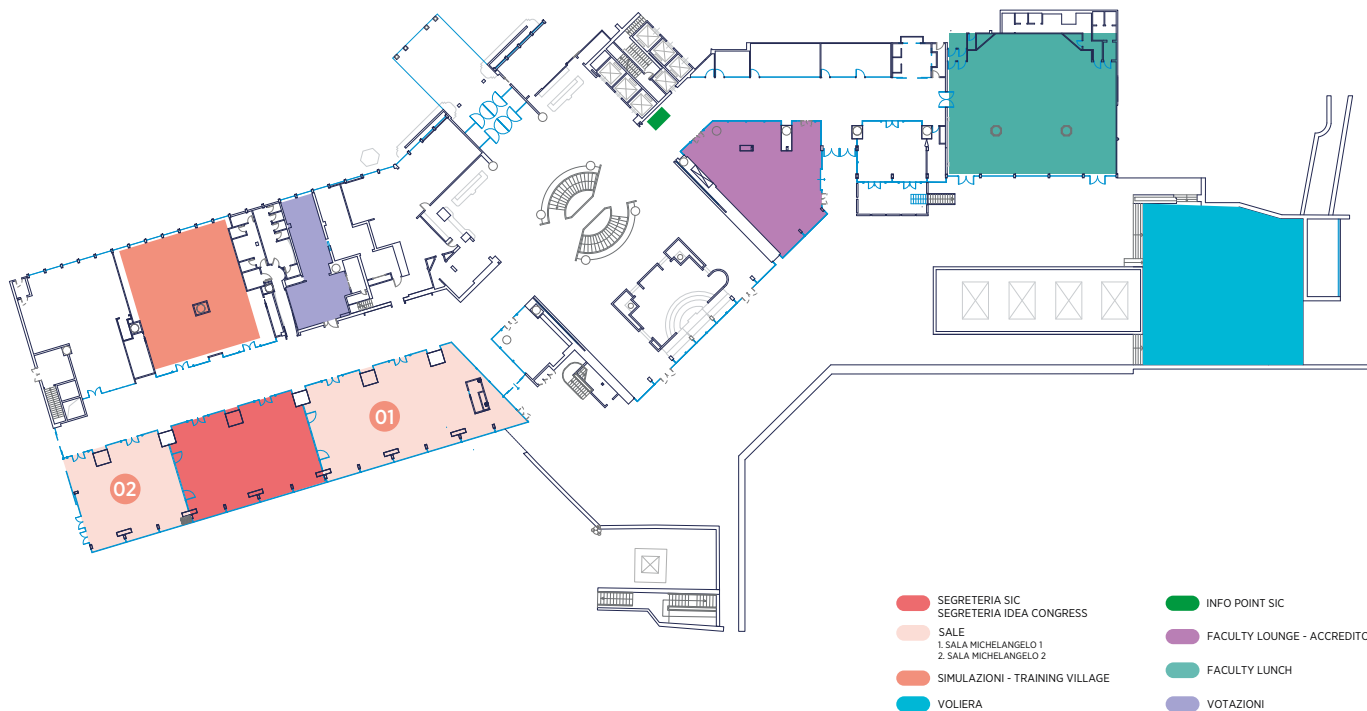 01
02
SEGRETERIA SIC
SEGRETERIA IDEA CONGRESS
SALE
1. SALA MICHELANGELO 1
2. SALA MICHELANGELO 2
SIMULAZIONI - TRAINING VILLAGE
VOLIERA
INFO POINT SIC
FACULTY LOUNGE - ACCREDITO
FACULTY LUNCH
VOTAZIONI